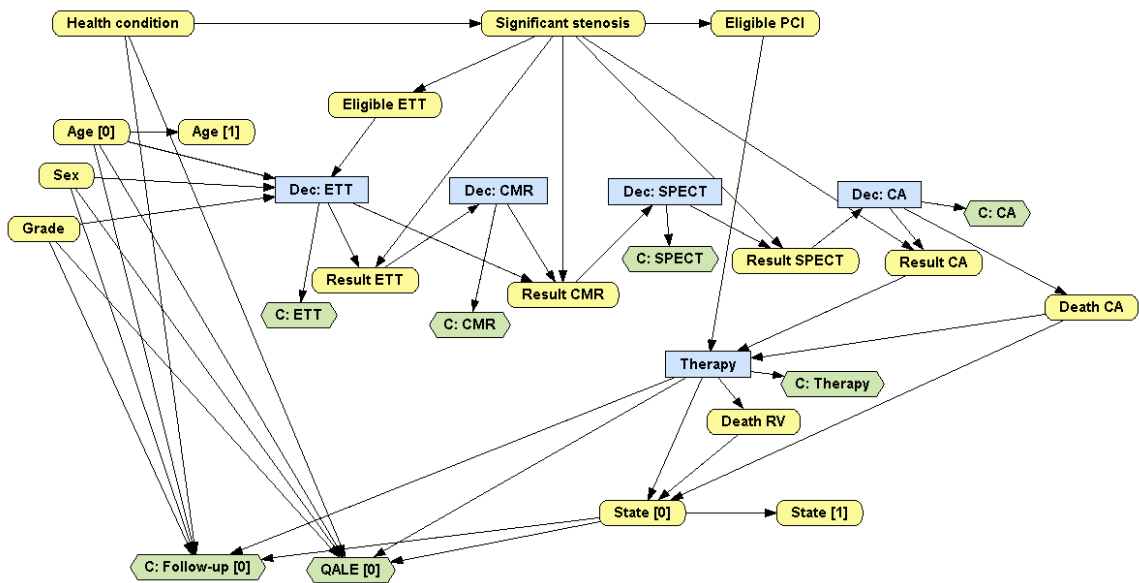 Health condition
Significant stenosis
Eligible PCI
Eligible ETT
Age [0]
Age [1]
Sex
Dec: ETT
Dec: CMR
Dec: SPECT
Dec: CA
C: CA
Grade
C: SPECT
Result SPECT
Result CA
Result ETT
Result CMR
C: ETT
C: CMR
Death CA
Therapy
C: Therapy
Death RV
State [0]
State [1]
C: Follow-up [0]
QALE [0]